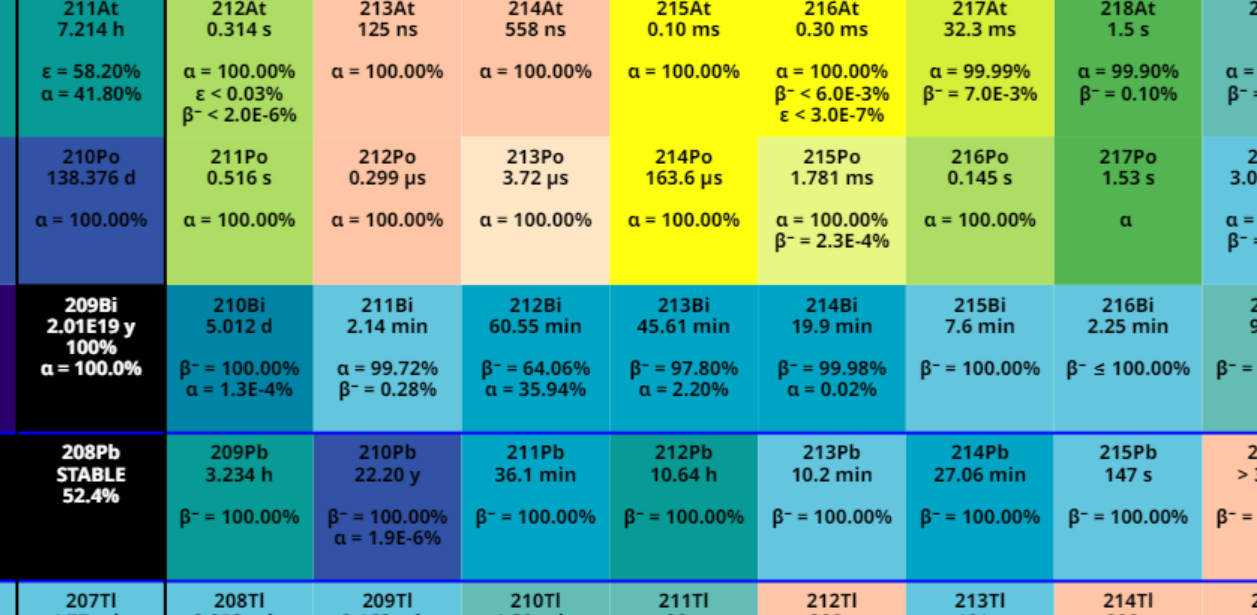 211At
7.214 h
ε = 58.20%
α = 41.80%
212At
0.314 s
α = 100.00%
ε < 0.03%
β⁻ < 2.0E-6%
213At
125 ns
α = 100.00%
214At
558 ns
α = 100.00%
215At
0.10 ms
α = 100.00%
216At
0.30 ms
α = 100.00%
β⁻ < 6.0E-3%
ε < 3.0E-7%
217At
32.3 ms
α = 99.99%
β⁻ = 7.0E-3%
218At
1.5 s
α = 99.90%
β⁻ = 0.10%
α =
β⁻ =
210Po
138.376 d
α = 100.00%
211Po
0.516 s
α = 100.00%
212Po
0.299 µs
α = 100.00%
213Po
3.72 µs
α = 100.00%
214Po
163.6 µs
α = 100.00%
215Po
1.781 ms
α = 100.00%
β⁻ = 2.3E-4%
216Po
0.145 s
α = 100.00%
217Po
1.53 s
α
2
3.0
α =
β⁻ =
209Bi
2.01E19 y
100%
α = 100.0%
210Bi
5.012 d
β⁻ = 100.00%
α = 1.3E-4%
211Bi
2.14 min
α = 99.72%
β⁻ = 0.28%
212Bi
60.55 min
β⁻ = 64.06%
α = 35.94%
213Bi
45.61 min
β⁻ = 97.80%
α = 2.20%
214Bi
19.9 min
β⁻ = 99.98%
α = 0.02%
215Bi
7.6 min
β⁻ = 100.00%
216Bi
2.25 min
β⁻ ≤ 100.00%
2
9
β⁻ =
208Pb
STABLE
52.4%
209Pb
3.234 h
β⁻ = 100.00%
210Pb
22.20 y
β⁻ = 100.00%
α = 1.9E-6%
211Pb
36.1 min
β⁻ = 100.00%
212Pb
10.64 h
β⁻ = 100.00%
213Pb
10.2 min
β⁻ = 100.00%
214Pb
27.06 min
β⁻ = 100.00%
215Pb
147 s
β⁻ = 100.00%
2
>
β⁻ =
207Tl
208Tl
209Tl
210Tl
211Tl
212Tl
213Tl
214Tl